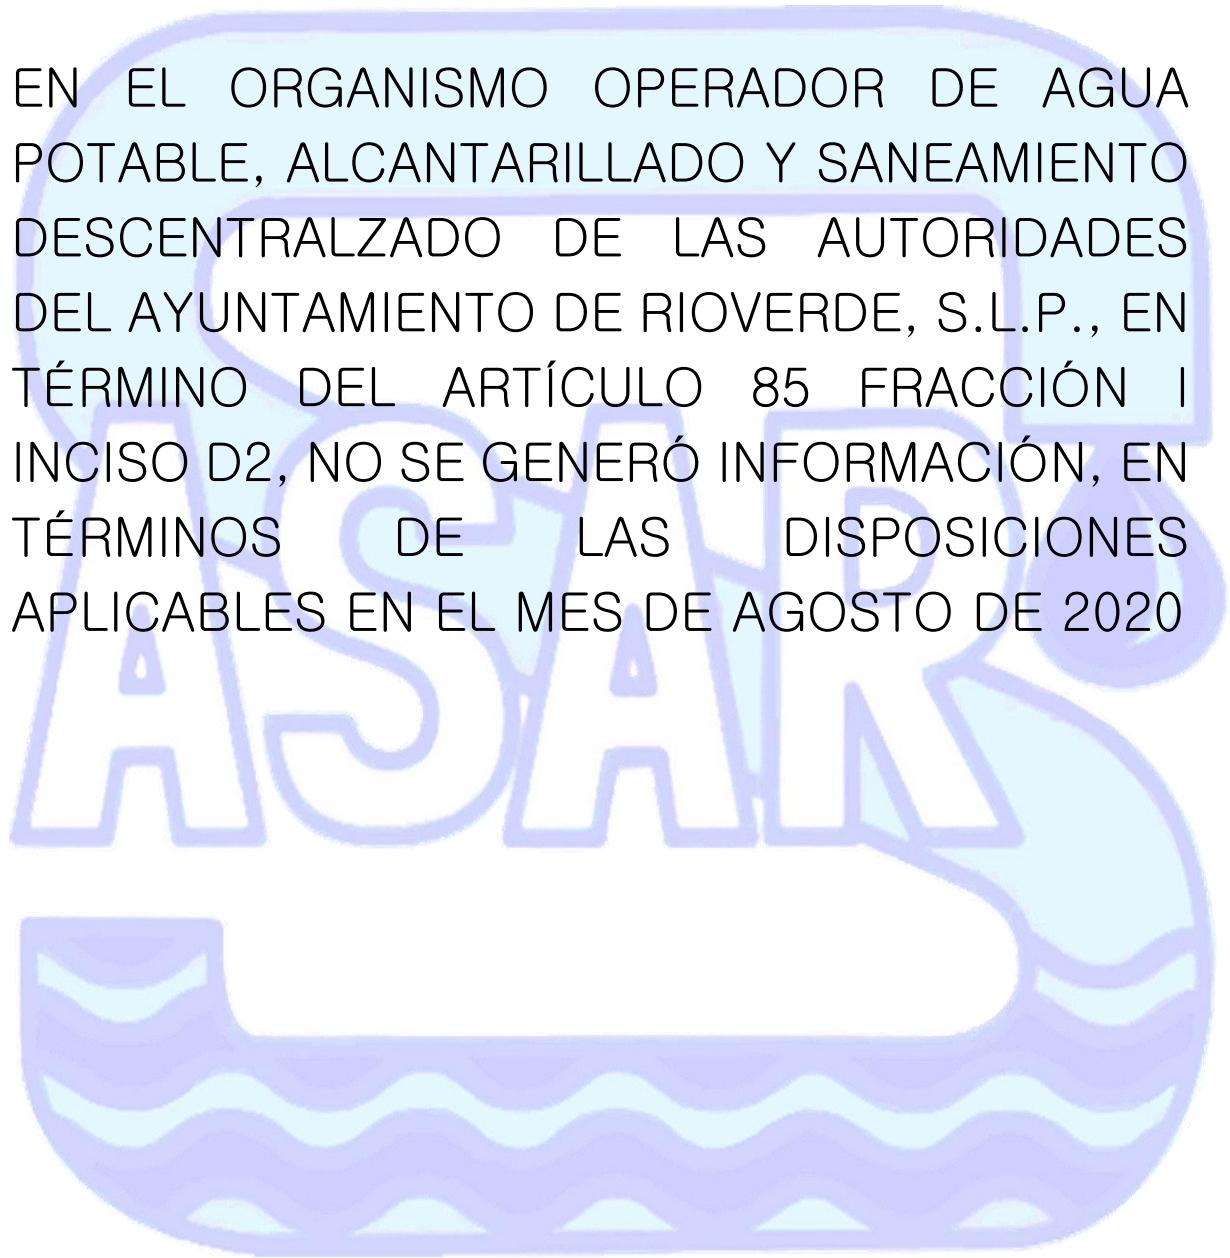 EN EL ORGANISMO OPERADOR DE AGUA
POTABLE, ALCANTARILLADO Y SANEAMIENTO
DESCENTRALZADO DE LAS AUTORIDADES
DEL AYUNTAMIENTO DE RIOVERDE, S.L.P., EN
TÉRMINO DEL ARTÍCULO 85 FRACCIÓN I
INCISO D2, NO SE GENERÓ INFORMACIÓN, EN
TÉRMINOS DE LAS DISPOSICIONES
APLICABLES EN EL MES DE AGOSTO DE 2020
ASAR